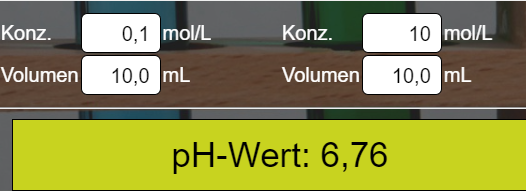 Konz. 0,1 mol/L Konz. 10 mol/L
Volumen 10,0 mL Volumen 10,0 mL
pH-Wert: 6,76